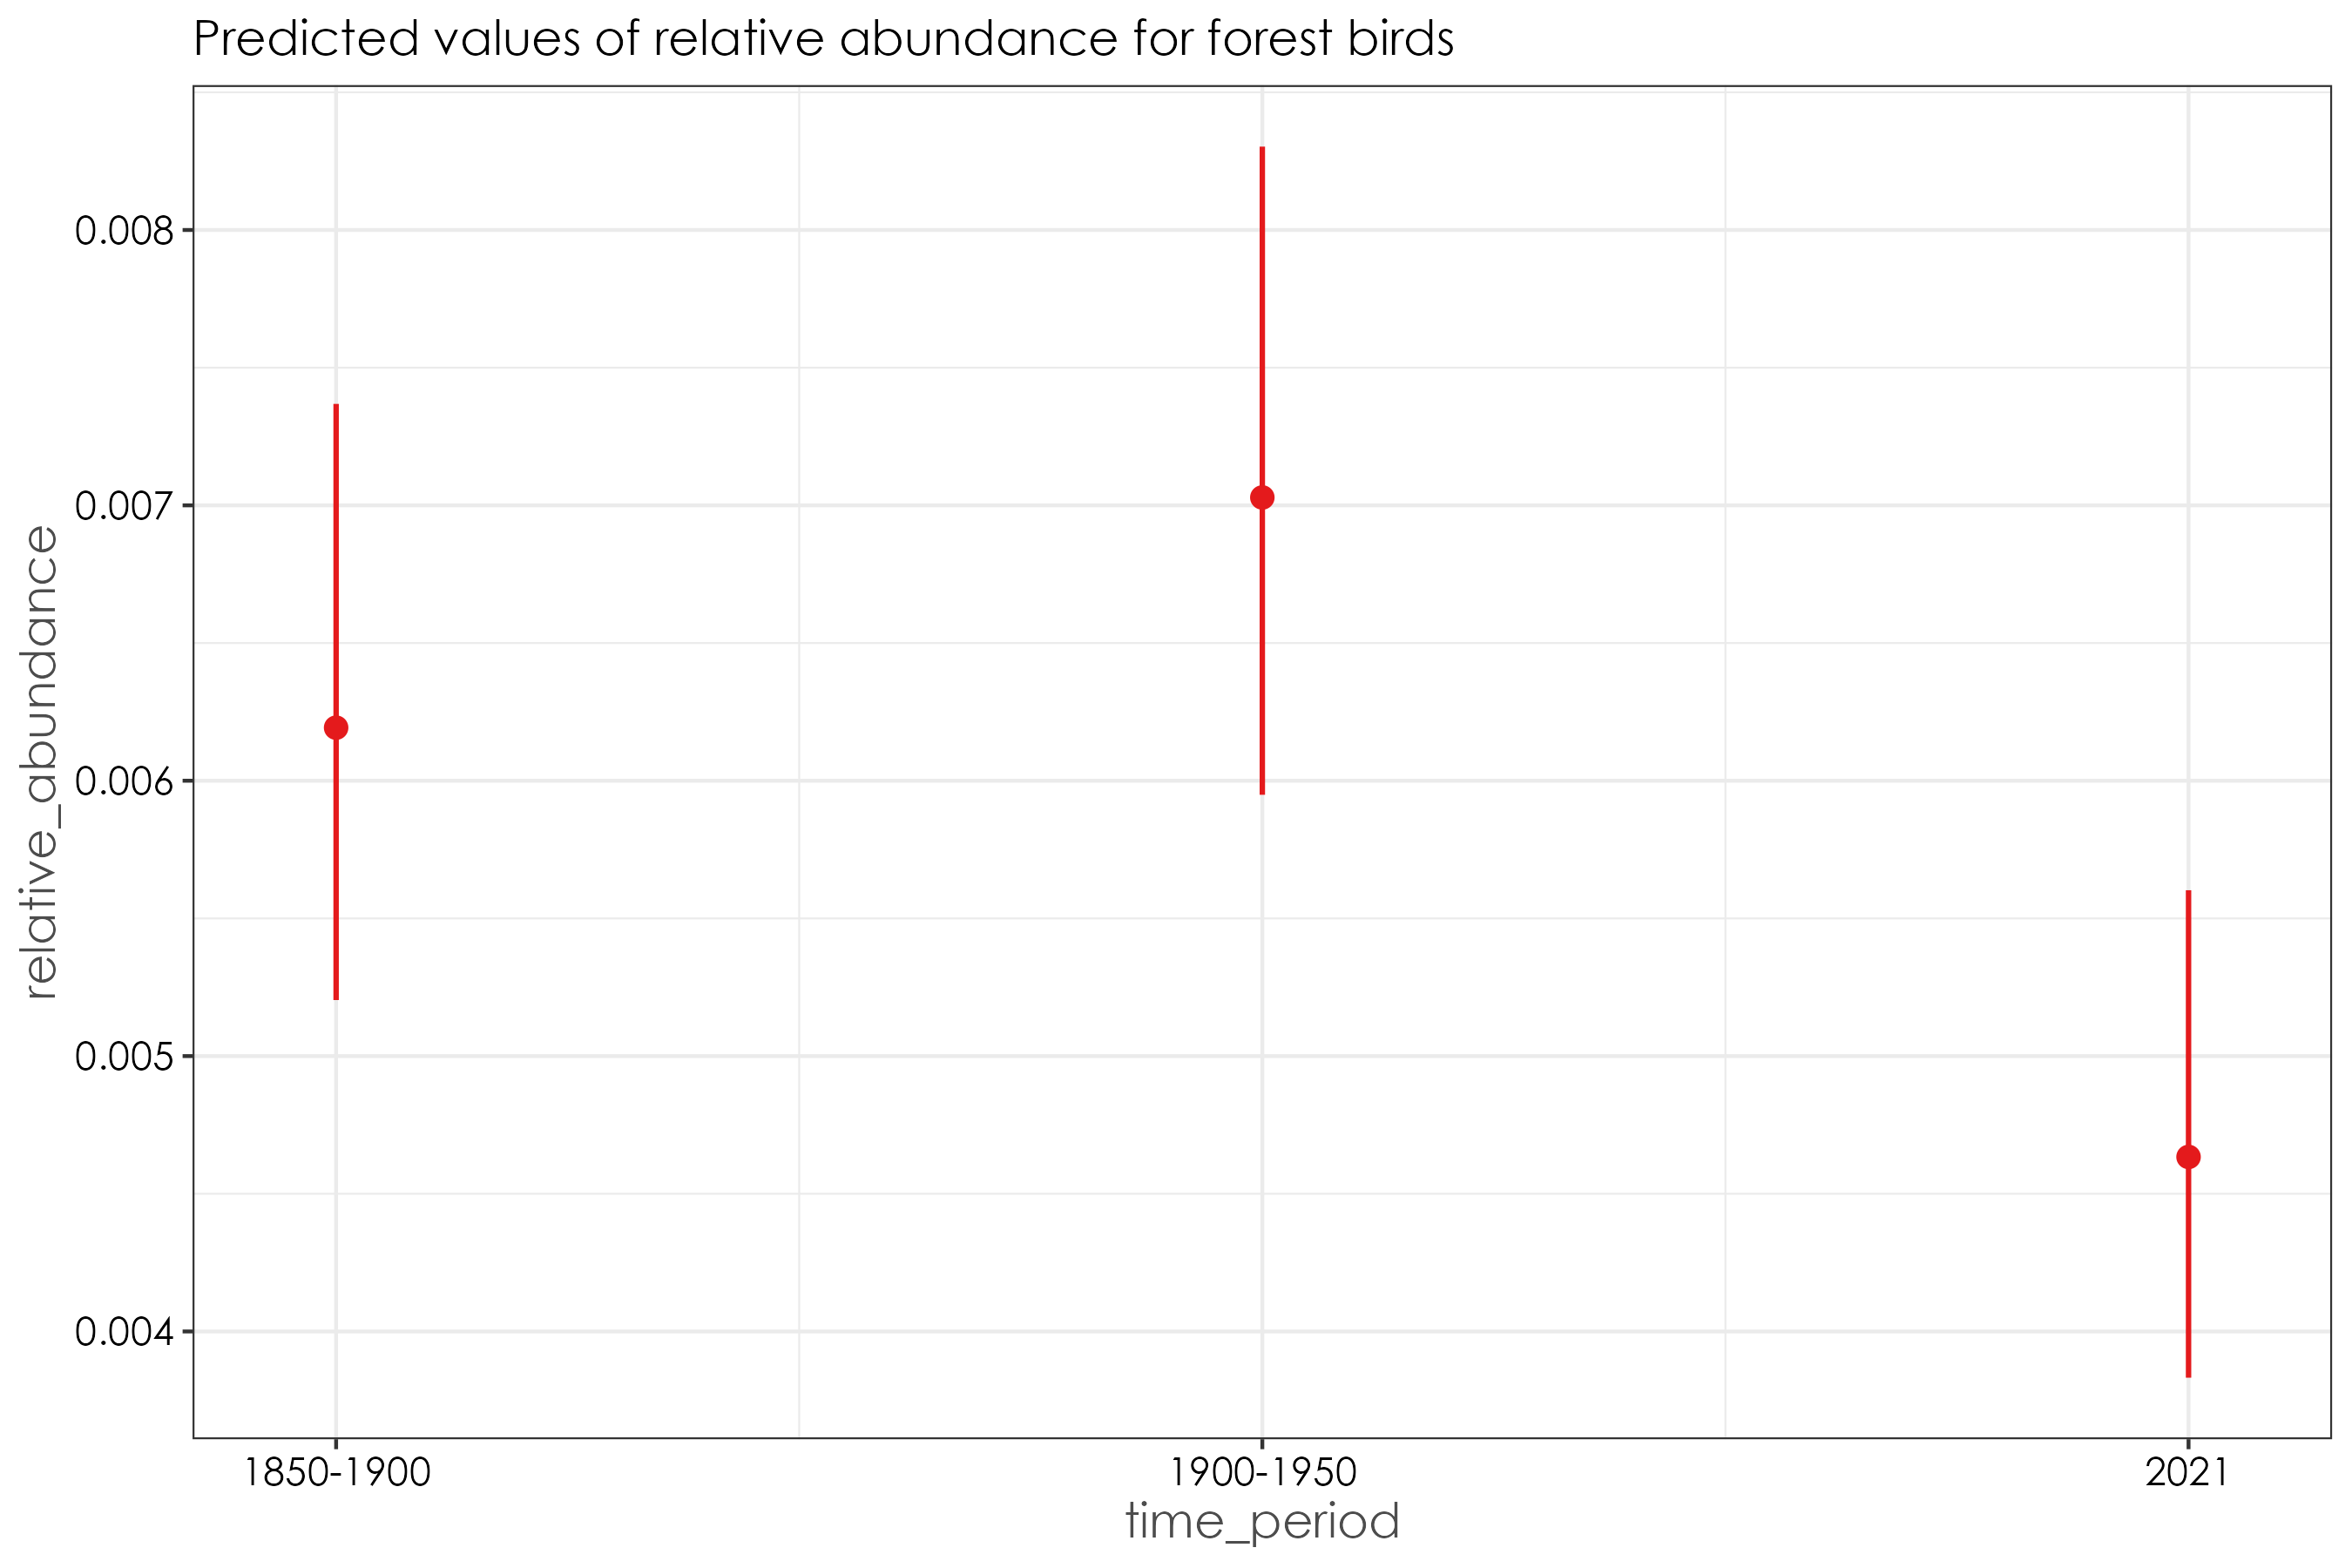 Predicted values of relative abundance for forest birds
relative_abundance
0.008
0.007
0.006
0.005
0.004
1850-1900
1900-1950
2021
time_period